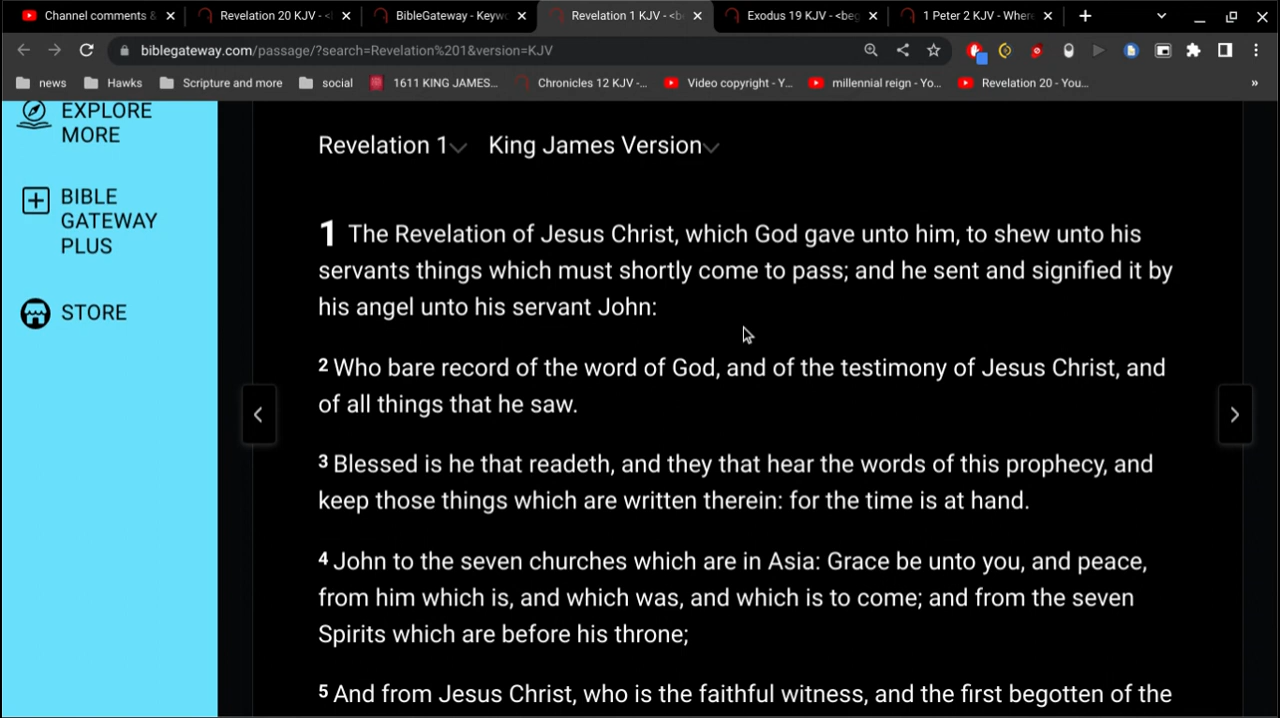 Channel comments &
Revelation 20 KJV - <b
BibleGateway - Keyw
Revelation 1 KJV - <b
Exodus 19 KJV - <beg
1 Peter 2 KJV - Where
biblegateway.com/passage/?search=Revelation%201&version=KJV
news
Hawks
Scripture and more
social
1611 KING JAMES...
Chronicles 12 KJV -...
Video copyright - Y...
millennial reign - Yo...
Revelation 20 - You...
»
EXPLORE
MORE
BIBLE
GATEWAY
PLUS
STORE
Revelation 1 King James Version
1 The Revelation of Jesus Christ, which God gave unto him, to shew unto his
servants things which must shortly come to pass; and he sent and signified it by
his angel unto his servant John:
2 Who bare record of the word of God, and of the testimony of Jesus Christ, and
of all things that he saw.
3 Blessed is he that readeth, and they that hear the words of this prophecy, and
keep those things which are written therein: for the time is at hand.
4 John to the seven churches which are in Asia: Grace be unto you, and peace,
from him which is, and which was, and which is to come; and from the seven
Spirits which are before his throne;
5 And from Jesus Christ, who is the faithful witness, and the first begotten of the